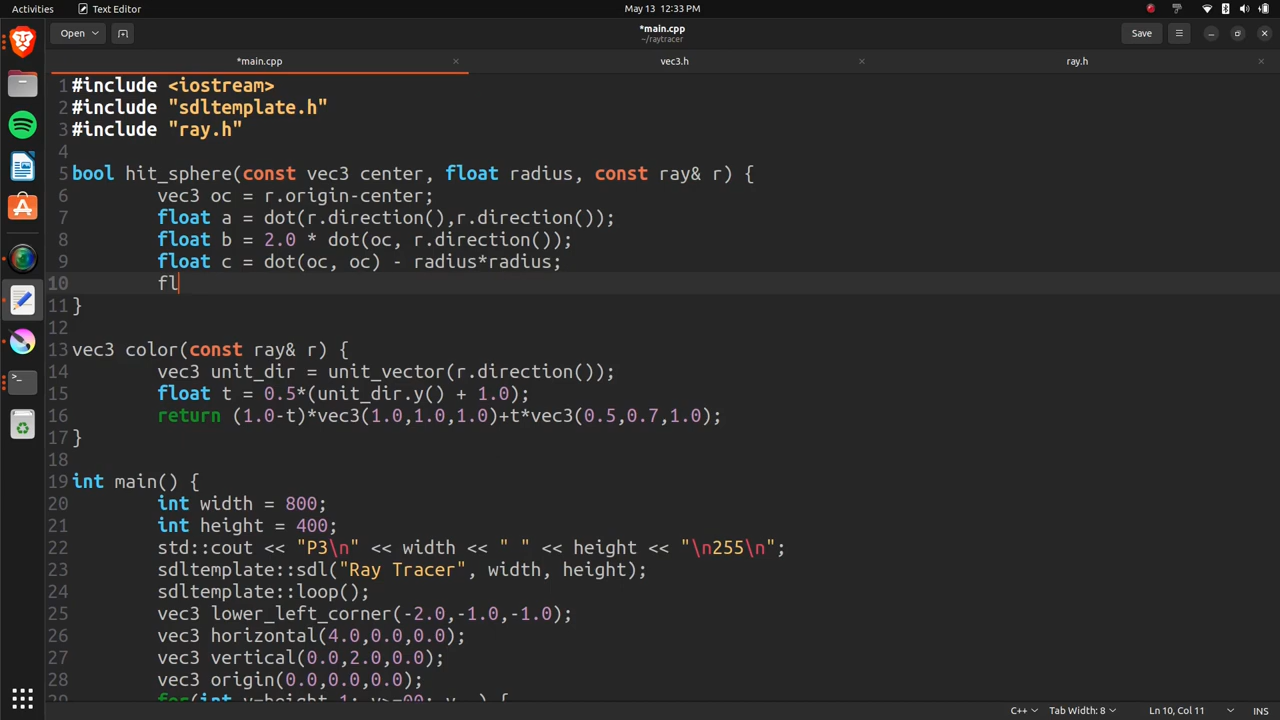 Activities
Text Editor
May 13 12:33 PM
Open
*main.cpp
~/raytracer
Save
*main.cpp
vec3.h
ray.h
1 #include <iostream>
2 #include "sdltemplate.h"
3 #include "ray.h"
4
5 bool hit_sphere(const vec3 center, float radius, const ray& r) {
6 vec3 oc = r.origin-center;
7 float a = dot(r.direction(),r.direction());
8 float b = 2.0 * dot(oc, r.direction());
9 float c = dot(oc, oc) - radius*radius;
10 fl
11 }
12
13 vec3 color(const ray& r) {
14 vec3 unit_dir = unit_vector(r.direction());
15 float t = 0.5*(unit_dir.y() + 1.0);
16 return (1.0-t)*vec3(1.0,1.0,1.0)+t*vec3(0.5,0.7,1.0);
17 }
18
19 int main() {
20 int width = 800;
21 int height = 400;
22 std::cout << "P3\n" << width << " " << height << "\n255\n";
23 sdltemplate::sdl("Ray Tracer", width, height);
24 sdltemplate::loop();
25 vec3 lower_left_corner(-2.0,-1.0,-1.0);
26 vec3 horizontal(4.0,0.0,0.0);
27 vec3 vertical(0.0,2.0,0.0);
28 vec3 origin(0.0,0.0,0.0);
C++
Tab Width: 8
Ln 10, Col 11
INS